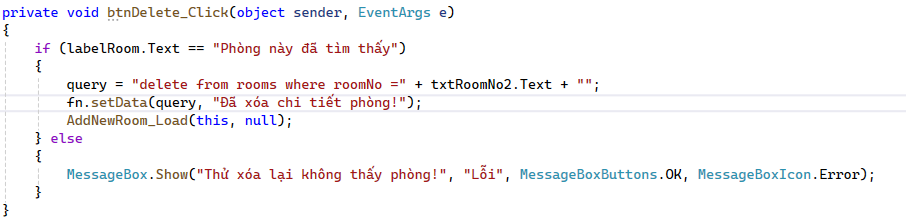 private void btnDelete_Click(object sender, EventArgs e)
{
    if (labelRoom.Text == "Phòng này đã tìm thấy")
    {
        query = "delete from rooms where roomNo =" + txtRoomNo2.Text + "";
        fn.setData(query, "Đã xóa chi tiết phòng!");
        AddNewRoom_Load(this, null);
    } else
    {
        MessageBox.Show("Thử xóa lại không thấy phòng!", "Lỗi", MessageBoxButtons.OK, MessageBoxIcon.Error);
    }
}